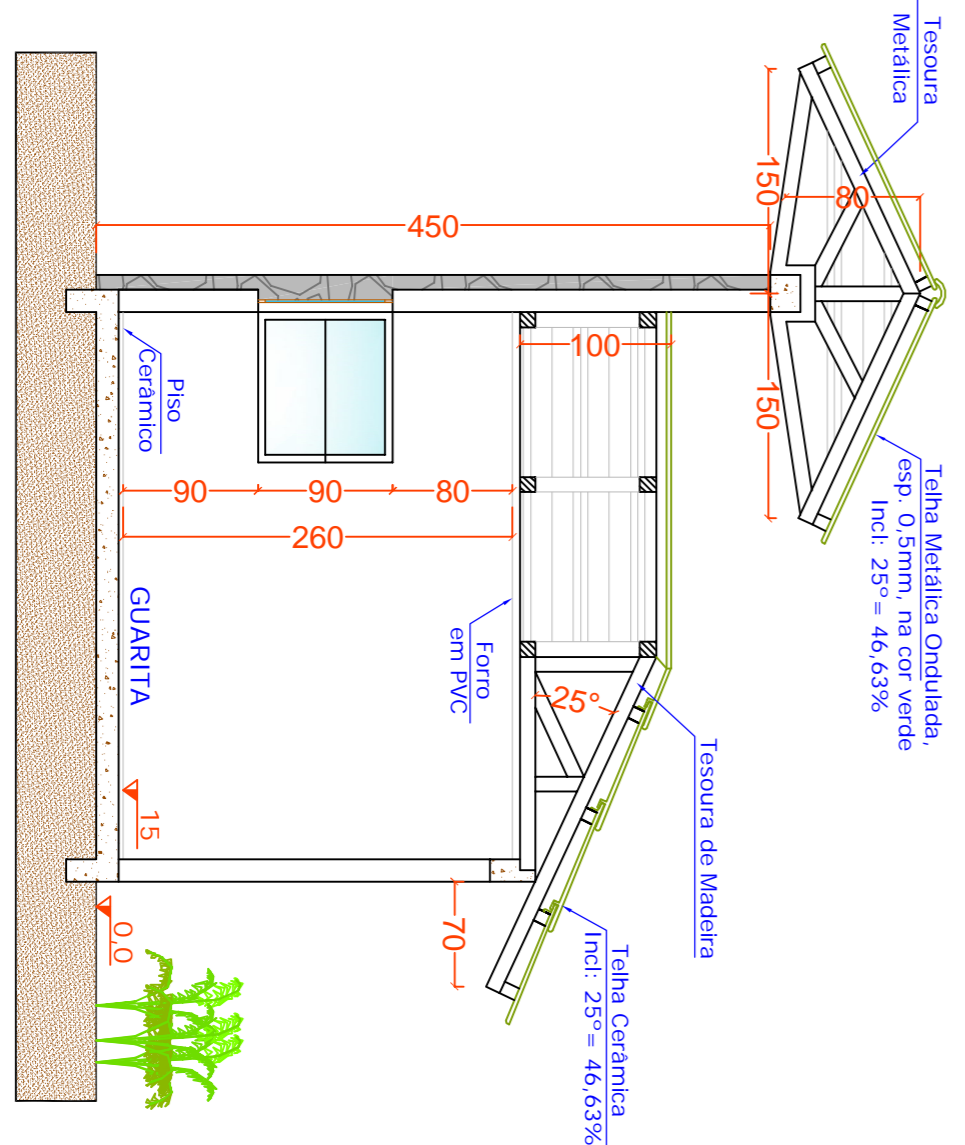 Tesoura
Metálica
150
80
150
Telha Metálica Ondulada,
esp. 0,5mm, na cor verde
Incl: 25º = 46,63%
450
100
25°
Tesoura de Madeira
Telha Cerâmica
Incl: 25º = 46,63%
Forro
em PVC
70
80
90
90
260
Piso
Cerâmico
GUARITA
15
0,0